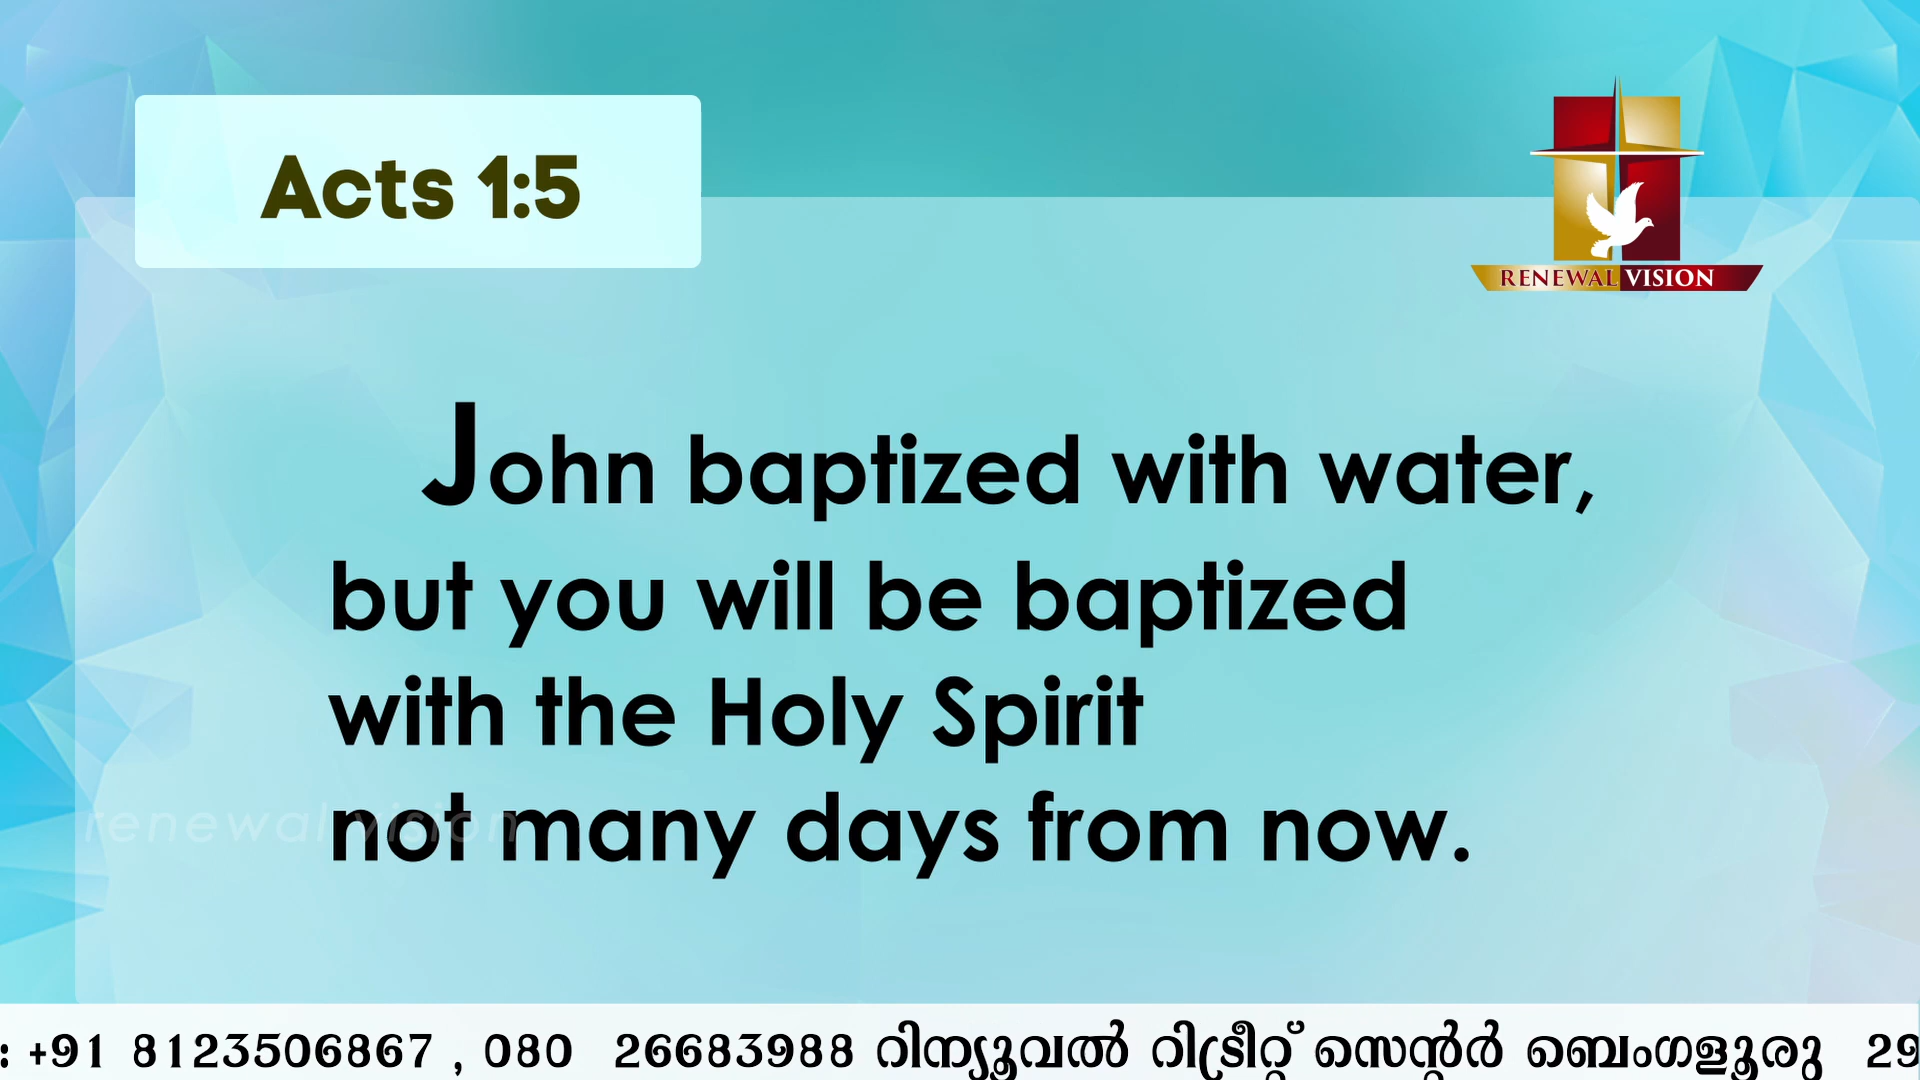 Acts 1:5
RENEWAL VISION
John baptized with water,
but you will be baptized
with the Holy Spirit
not many days from now.
renewal vision
: +91 8123506867 , 080 26683988 റിന്യൂവൽ റിട്രീറ്റ് സെന്റർ ബെംഗളൂരു 29